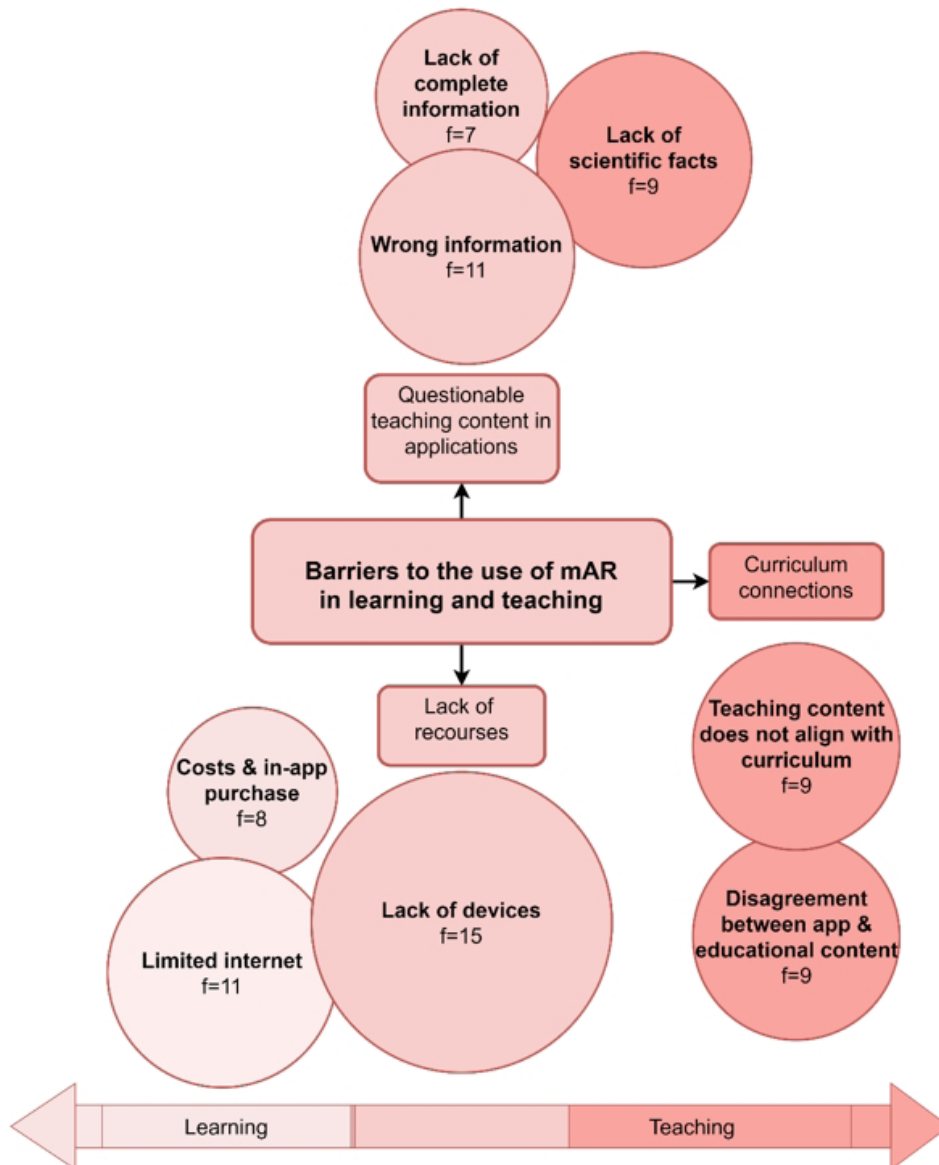 Lack of
complete
information
f=7
Lack of
scientific facts
f=9
Wrong information
f=11
Questionable
teaching content in
applications
Barriers to the use of mAR
in learning and teaching
Curriculum
connections
Lack of
recourses
Costs & in-app
purchase
f=8
Limited internet
f=11
Lack of devices
f=15
Teaching content
does not align with
curriculum
f=9
Disagreement
between app &
educational content
f=9
Learning
Teaching